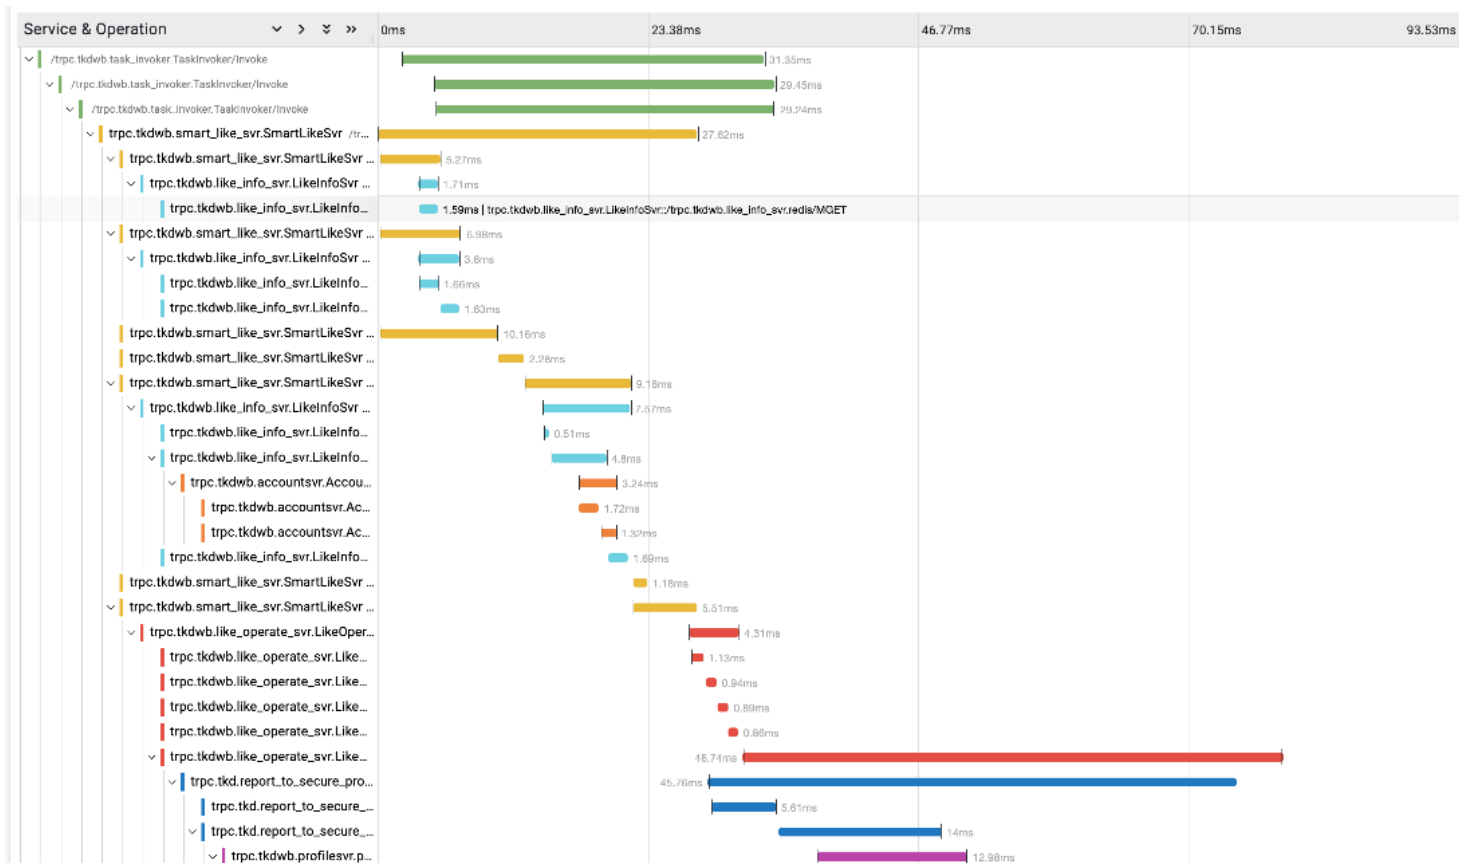 Service & Operation 0ms 23.38ms 46.77ms 70.15ms 93.53ms
/trpc.tkdwb.task_invoker.TaskInvoker/Invoke 31.35ms
/trpc.tkdwb.task_invoker.TaskInvoker/Invoke 29.45ms
/trpc.tkdwb.task_invoker.TaskInvoker/Invoke 29.24ms
trpc.tkdwb.smart_like_svr.SmartLikeSvr /tr... 27.62ms
trpc.tkdwb.smart_like_svr.SmartLikeSvr ... 5.27ms
trpc.tkdwb.like_info_svr.LikeInfoSvr ... 1.71ms
trpc.tkdwb.like_info_svr.LikeInfo... 1.59ms | trpc.tkdwb.like_info_svr.LikeInfoSvr::/trpc.tkdwb.like_info_svr.redis/MGET
trpc.tkdwb.smart_like_svr.SmartLikeSvr ... 6.98ms
trpc.tkdwb.like_info_svr.LikeInfoSvr ... 3.6ms
trpc.tkdwb.like_info_svr.LikeInfo... 1.66ms
trpc.tkdwb.like_info_svr.LikeInfo... 1.63ms
trpc.tkdwb.smart_like_svr.SmartLikeSvr ... 10.16ms
trpc.tkdwb.smart_like_svr.SmartLikeSvr ... 2.28ms
trpc.tkdwb.smart_like_svr.SmartLikeSvr ... 9.18ms
trpc.tkdwb.like_info_svr.LikeInfoSvr ... 7.57ms
trpc.tkdwb.like_info_svr.LikeInfo... 0.51ms
trpc.tkdwb.like_info_svr.LikeInfo... 4.8ms
trpc.tkdwb.accountsvr.Accou... 3.24ms
trpc.tkdwb.accountsvr.Ac... 1.72ms
trpc.tkdwb.accountsvr.Ac... 1.32ms
trpc.tkdwb.like_info_svr.LikeInfo... 1.69ms
trpc.tkdwb.smart_like_svr.SmartLikeSvr ... 1.18ms
trpc.tkdwb.smart_like_svr.SmartLikeSvr ... 5.51ms
trpc.tkdwb.like_operate_svr.LikeOper... 4.31ms
trpc.tkdwb.like_operate_svr.Like... 1.13ms
trpc.tkdwb.like_operate_svr.Like... 0.94ms
trpc.tkdwb.like_operate_svr.Like... 0.89ms
trpc.tkdwb.like_operate_svr.Like... 0.86ms
trpc.tkdwb.like_operate_svr.Like... 46.74ms
trpc.tkd.report_to_secure_pro... 45.76ms
trpc.tkd.report_to_secure_... 5.61ms
trpc.tkd.report_to_secure_... 14ms
trpc.tkdwb.profilesvr.p... 12.98ms